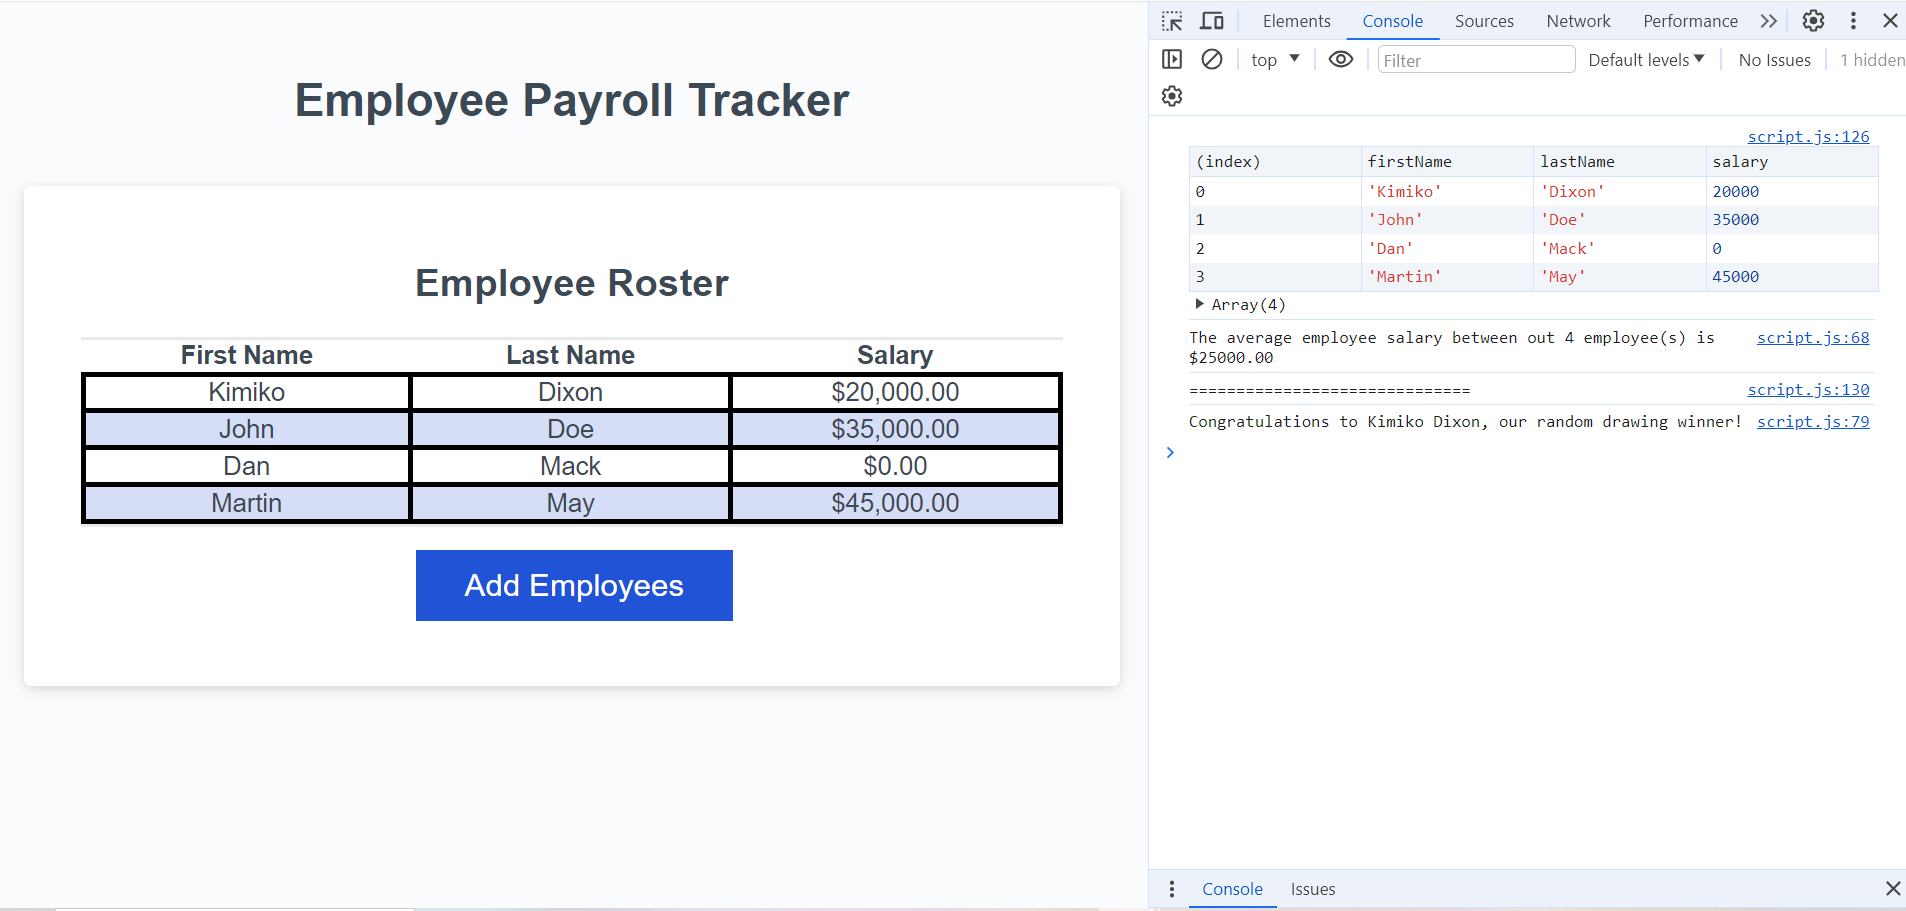 Employee Payroll Tracker
Employee Roster
First Name Last Name Salary
Kimiko Dixon $20,000.00
John Doe $35,000.00
Dan Mack $0.00
Martin May $45,000.00
Add Employees
Elements Console Sources Network Performance
top Filter Default levels No Issues 1 hidden
script.js:126
(index) firstName lastName salary
0 'Kimiko' 'Dixon' 20000
1 'John' 'Doe' 35000
2 'Dan' 'Mack' 0
3 'Martin' 'May' 45000
Array(4)
The average employee salary between out 4 employee(s) is script.js:68
$25000.00
============================== script.js:130
Congratulations to Kimiko Dixon, our random drawing winner! script.js:79
Console Issues